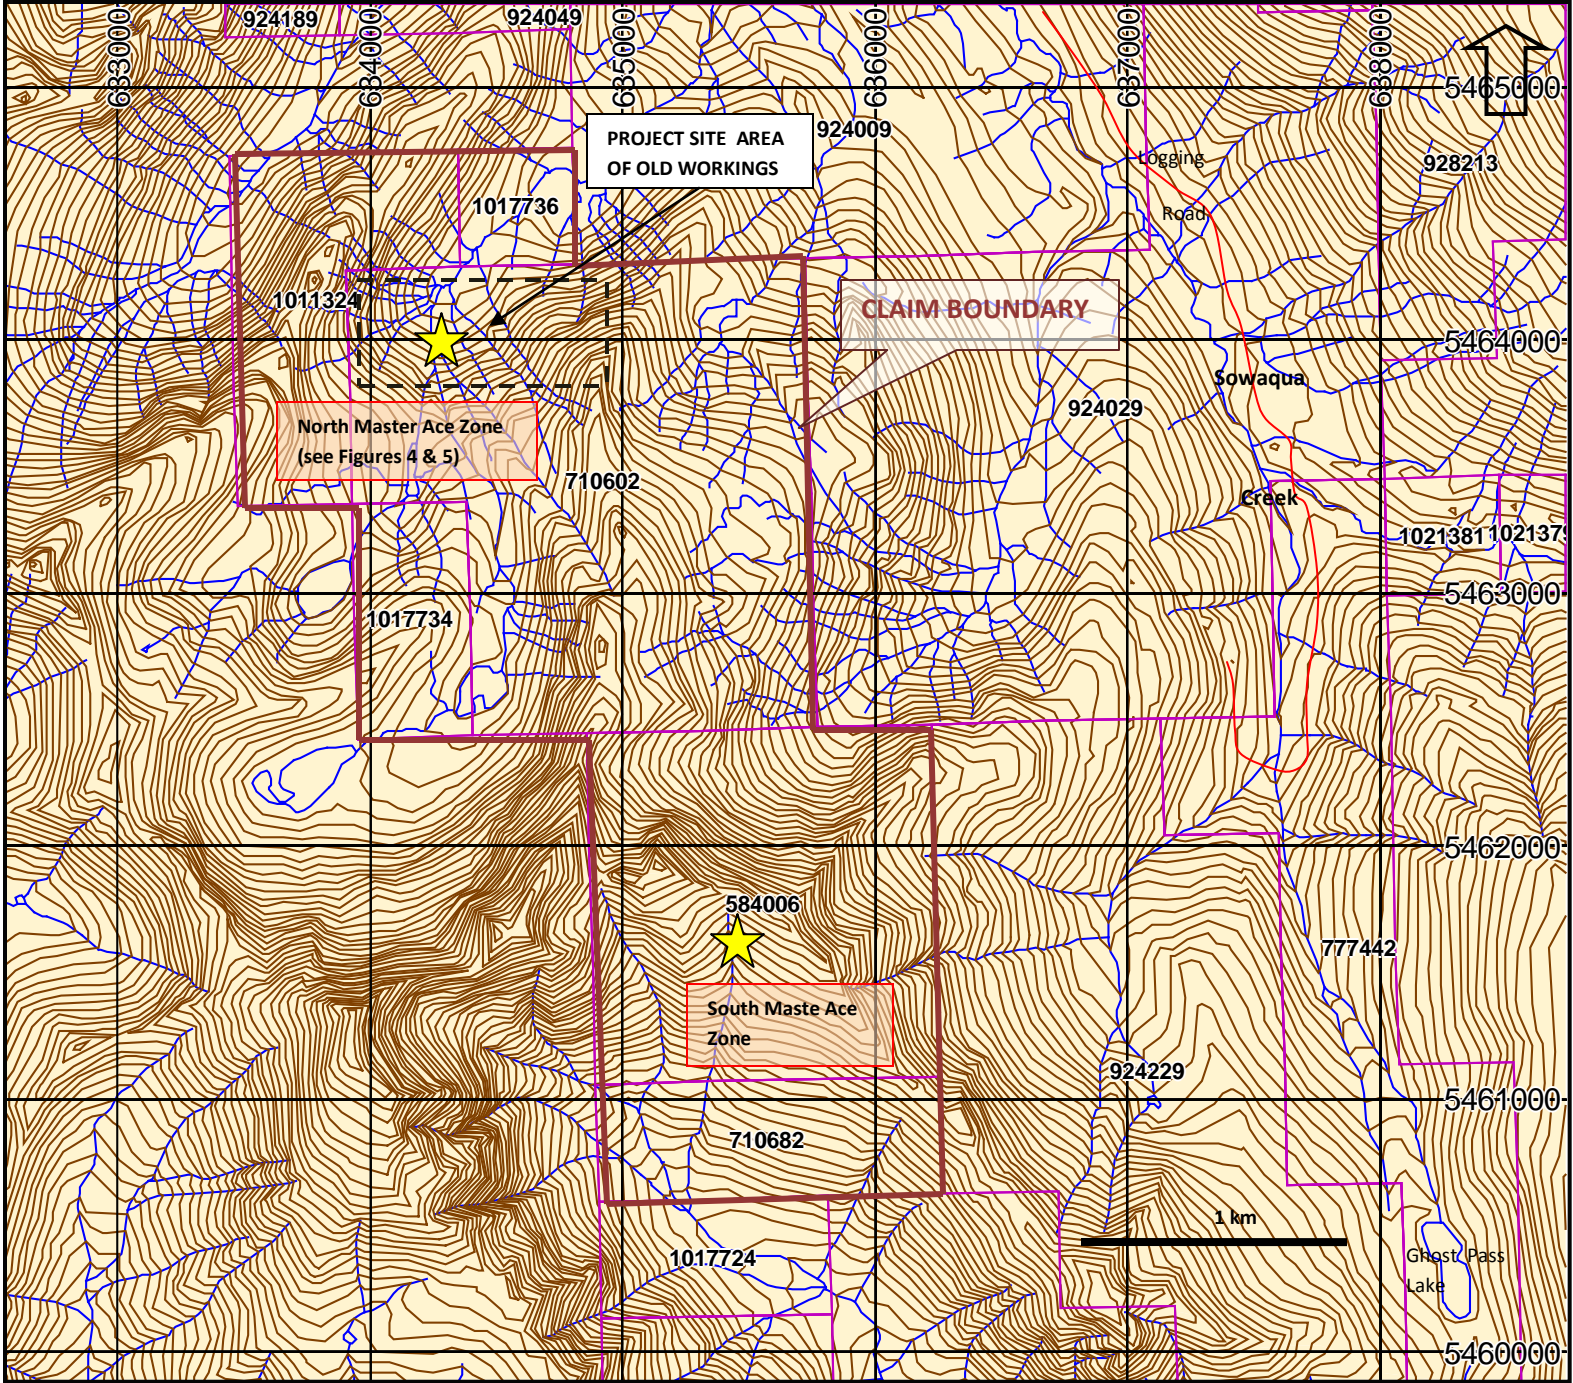 924189
924049
633000
634000
635000
636000
637000
638000
5465000
PROJECT SITE AREA
OF OLD WORKINGS
924009
Logging
Road
928213
1017736
1011324
CLAIM BOUNDARY
5464000
Sowaqua
924029
North Master Ace Zone
(see Figures 4 & 5)
710602
Creek
1021381
1021379
5463000
1017734
5462000
584006
777442
South Maste Ace
Zone
924229
5461000
710682
1 km
1017724
Ghost Pass
Lake
5460000